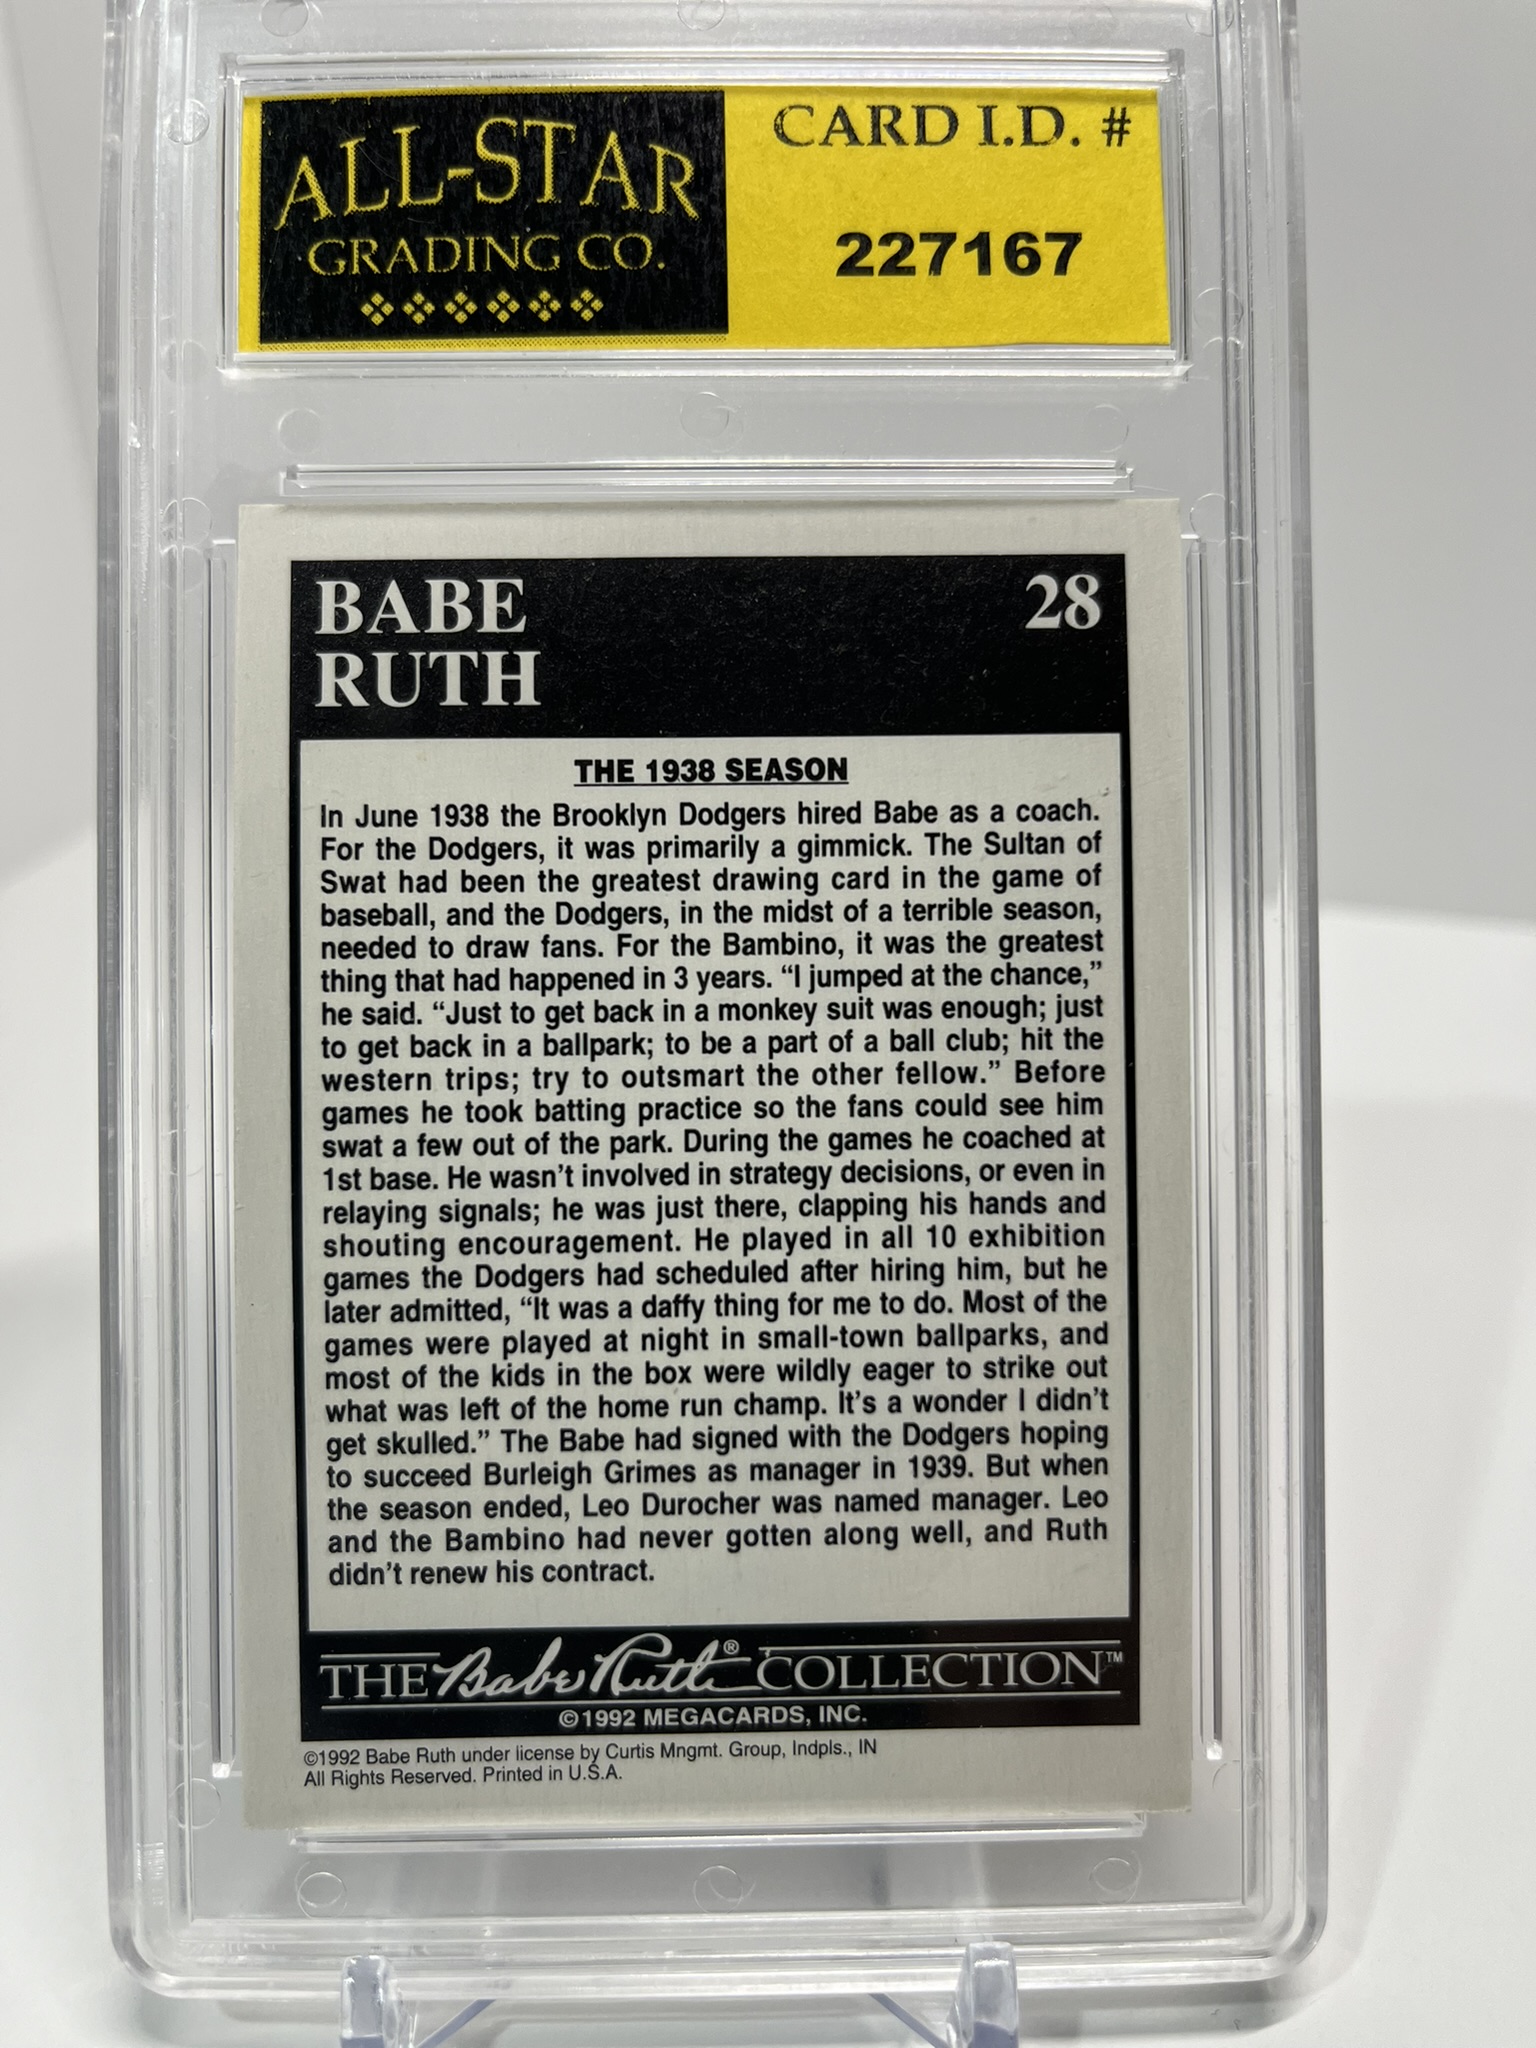 ALL-STAR
GRADING CO.
CARD I.D. #
227167
BABE
RUTH
28
THE 1938 SEASON
In June 1938 the Brooklyn Dodgers hired Babe as a coach.
For the Dodgers, it was primarily a gimmick. The Sultan of
Swat had been the greatest drawing card in the game of
baseball, and the Dodgers, in the midst of a terrible season,
needed to draw fans. For the Bambino, it was the greatest
thing that had happened in 3 years. “I jumped at the chance,”
he said. “Just to get back in a monkey suit was enough; just
to get back in a ballpark; to be a part of a ball club; hit the
western trips; try to outsmart the other fellow.” Before
games he took batting practice so the fans could see him
swat a few out of the park. During the games he coached at
1st base. He wasn’t involved in strategy decisions, or even in
relaying signals; he was just there, clapping his hands and
shouting encouragement. He played in all 10 exhibition
games the Dodgers had scheduled after hiring him, but he
later admitted, “It was a daffy thing for me to do. Most of the
games were played at night in small-town ballparks, and
most of the kids in the box were wildly eager to strike out
what was left of the home run champ. It’s a wonder I didn’t
get skulled.” The Babe had signed with the Dodgers hoping
to succeed Burleigh Grimes as manager in 1939. But when
the season ended, Leo Durocher was named manager. Leo
and the Bambino had never gotten along well, and Ruth
didn’t renew his contract.
THE Babe Ruth® COLLECTION™
©1992 MEGACARDS, INC.
©1992 Babe Ruth under license by Curtis Mngmt. Group, Indpls., IN
All Rights Reserved. Printed in U.S.A.